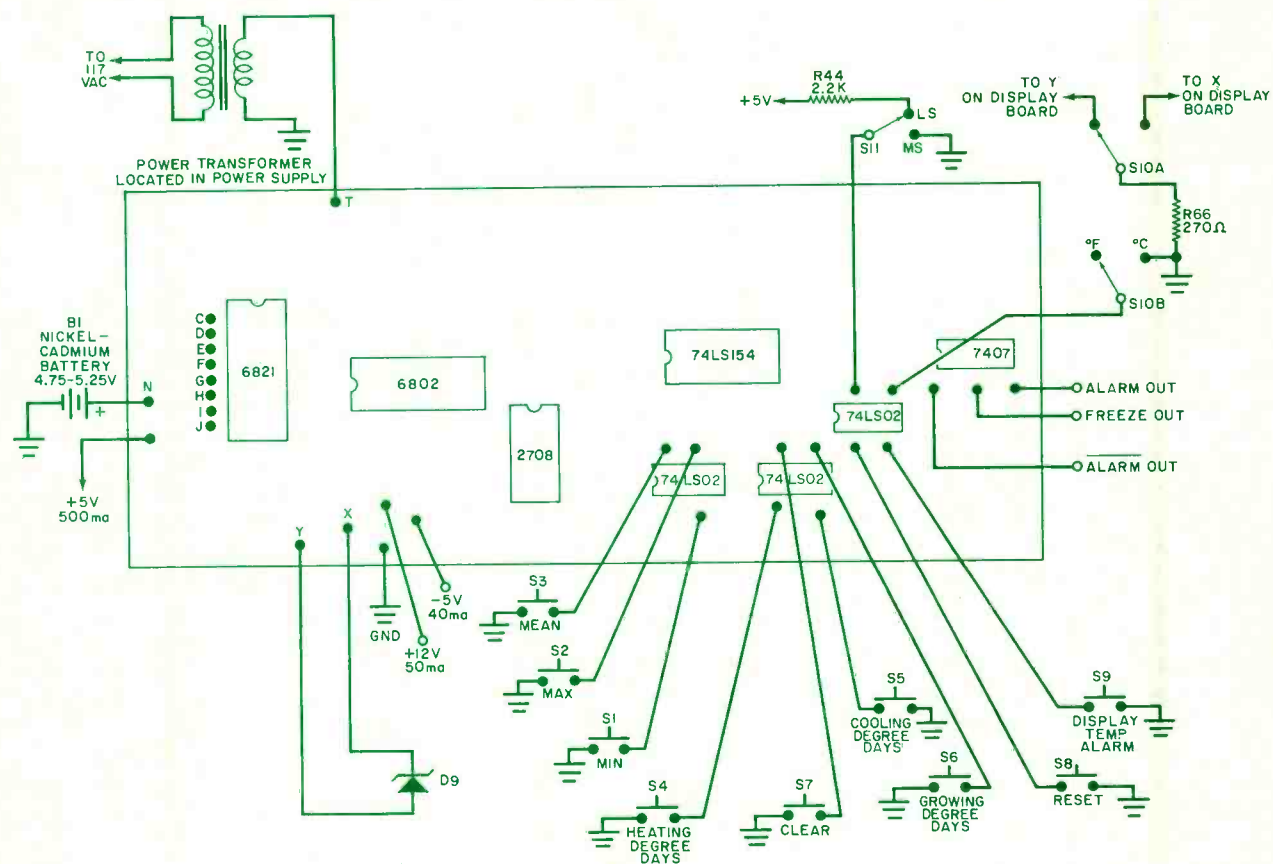 TO
117
VAC
POWER TRANSFORMER
LOCATED IN POWER SUPPLY
T
R44
2.2K
+5V
LS
S11
MS
TO Y
ON DISPLAY
BOARD
TO X
ON DISPLAY
BOARD
S10A
R66
270Ω
°F
°C
S10B
B1
NICKEL-
CADMIUM
BATTERY
4.75-5.25V
N
+
+5V
500ma
C
D
E
F
G
H
I
J
6821
6802
2708
74LS154
7407
74LS02
74LS02
74LS02
ALARM OUT
FREEZE OUT
ALARM OUT
Y
X
GND
-5V
40ma
+12V
50ma
D9
S3
MEAN
S2
MAX
S1
MIN
S4
HEATING
DEGREE
DAYS
S7
CLEAR
S5
COOLING
DEGREE
DAYS
S6
GROWING
DEGREE
DAYS
S8
RESET
S9
DISPLAY
TEMP
ALARM